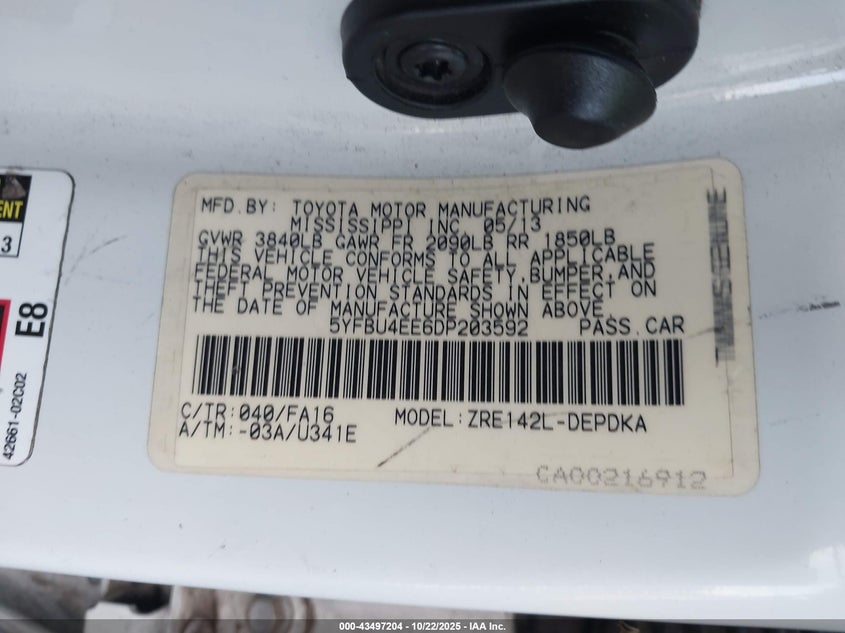 MFD.BY: TOYOTA MOTOR MANUFACTURING
MISSISSIPPI INC. 05/13
GVWR 3840LB GAWR FR 2090LB RR 1850LB
THIS VEHICLE CONFORMS TO ALL APPLICABLE
FEDERAL MOTOR VEHICLE SAFETY,BUMPER,AND
THEFT PREVENTION STANDARDS IN EFFECT ON
THE DATE OF MANUFACTURE SHOWN ABOVE.
5YFBU4EE6DP203592 PASS.CAR
C/TR:040/FA16 MODEL:ZRE142L-DEPDKA
A/TM:-03A/U341E
CA00216912
3
E8
42661-02C02
000-43497204 - 10/22/2025 - IAA Inc.